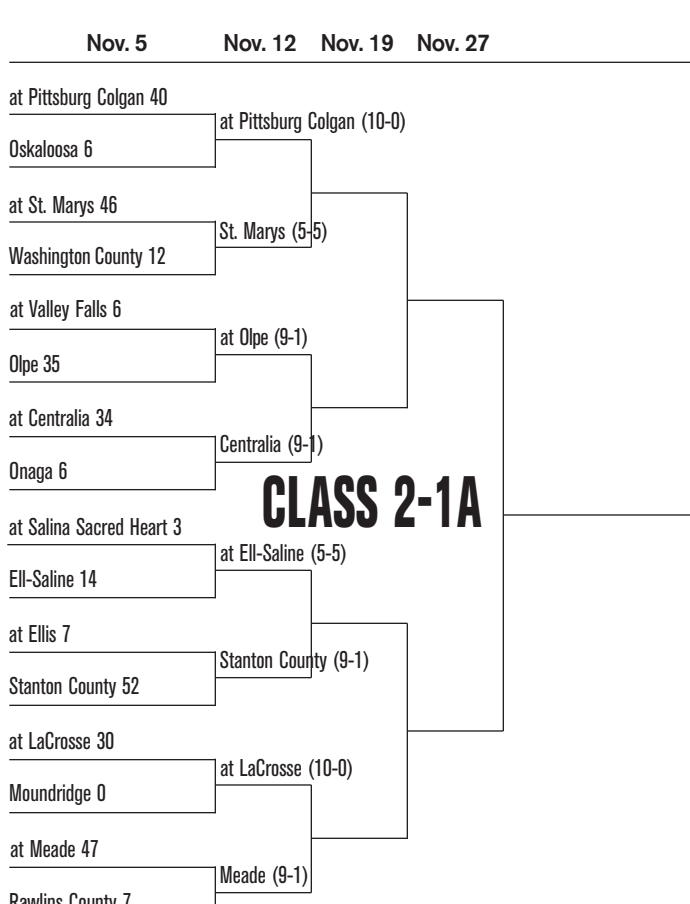 Nov. 5 Nov. 12 Nov. 19 Nov. 27
at Pittsburg Colgan 40
at Pittsburg Colgan (10-0)
Oskaloosa 6
at St. Marys 46
St. Marys (5-5)
Washington County 12
at Valley Falls 6
at Olpe (9-1)
Olpe 35
at Centralia 34
Centralia (9-1)
Onaga 6
CLASS 2-1A
at Salina Sacred Heart 3
at Ell-Saline (5-5)
Ell-Saline 14
at Ellis 7
Stanton County (9-1)
Stanton County 52
at LaCrosse 30
at LaCrosse (10-0)
Moundridge 0
at Meade 47
Meade (9-1)
Rawlins County 7